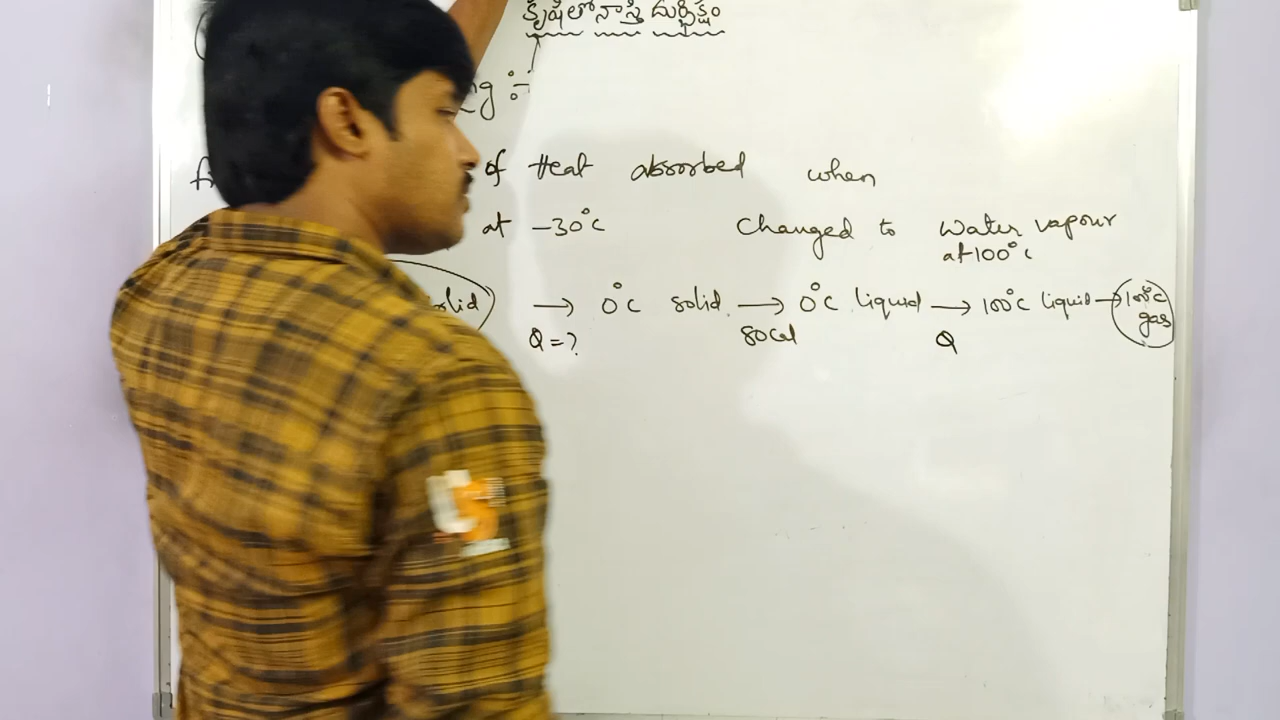 కృషితో నాస్తి దుర్భిక్షం
of Heat absorbed when
at -30°C changed to water vapour
at 100°C
solid → 0°C solid → 0°C liquid → 100°C liquid → 100°C gas
Q = ? 80cal Q